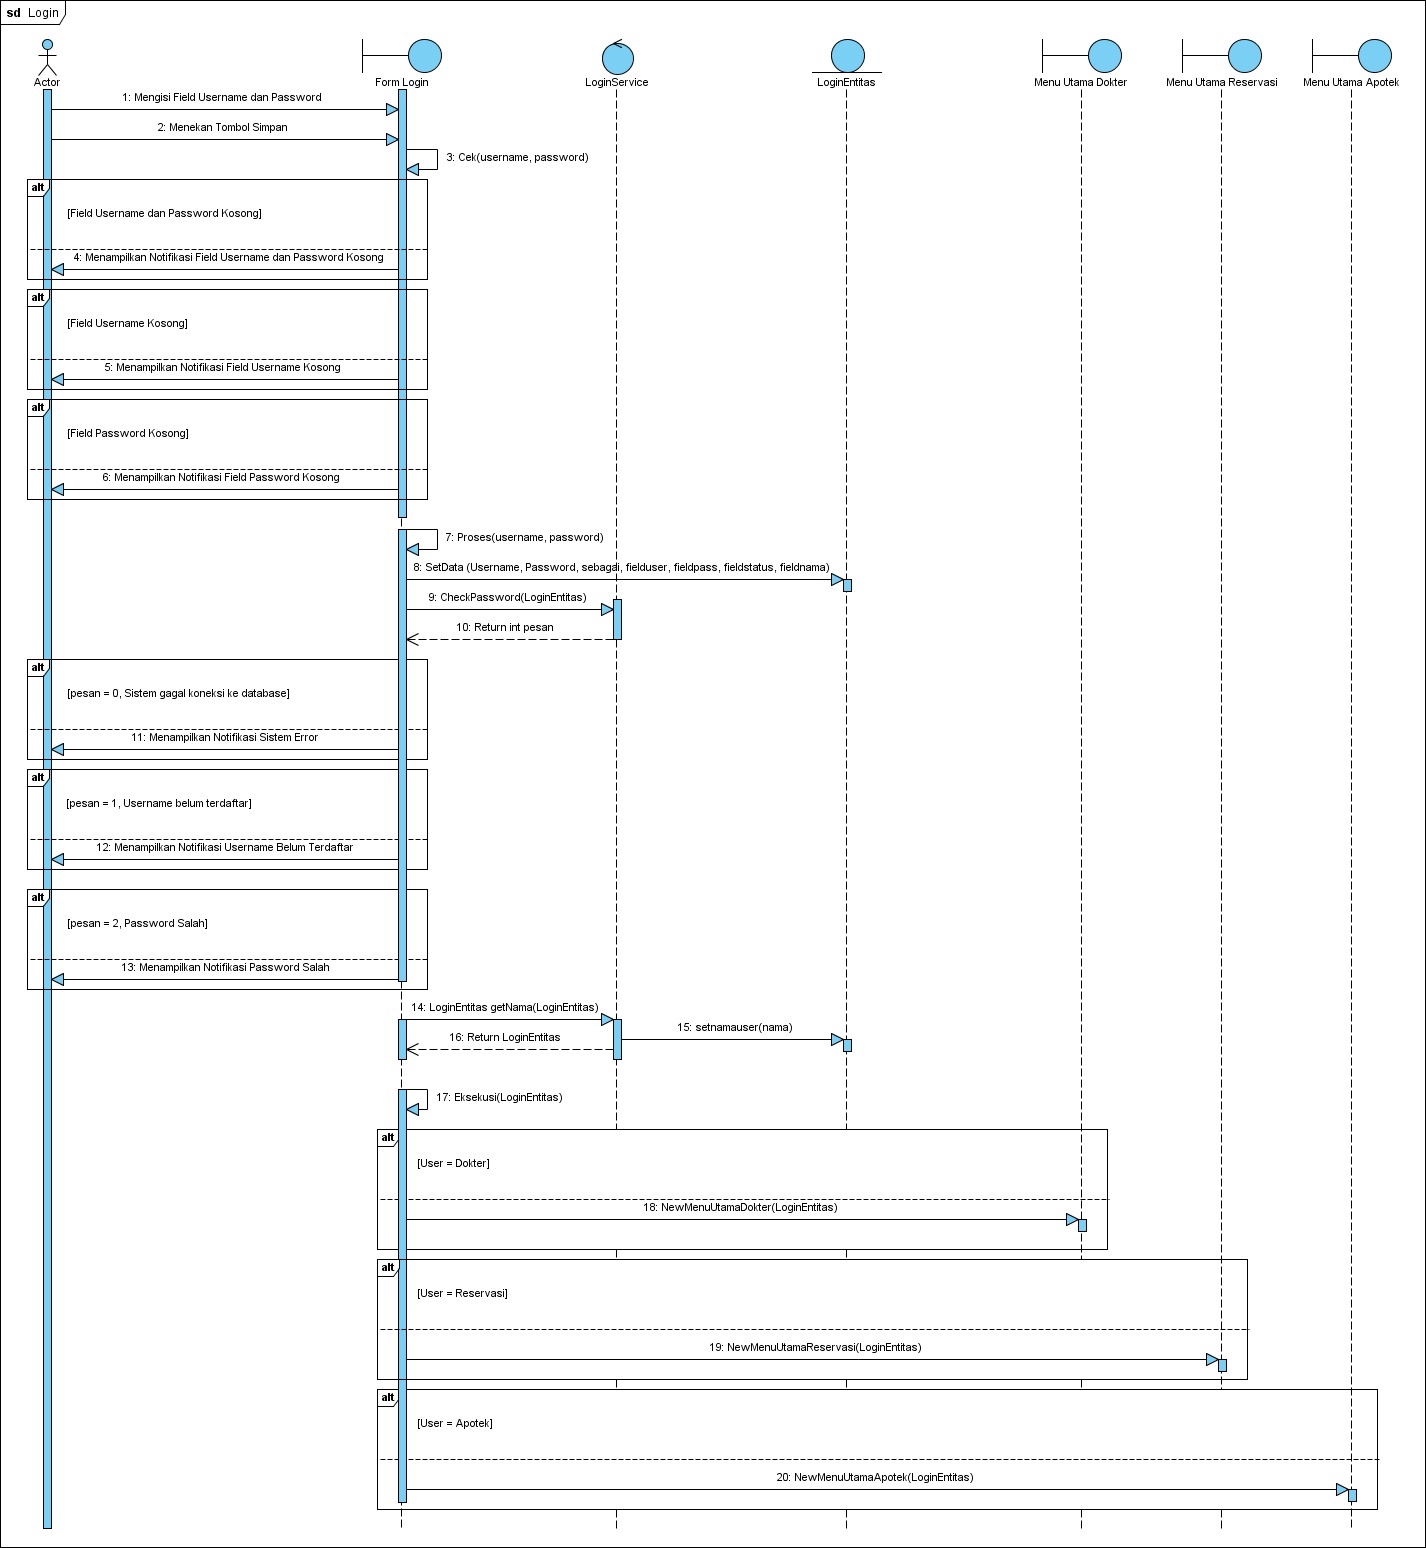 sd Login
Actor
Form Login
LoginService
LoginEntitas
Menu Utama Dokter
Menu Utama Reservasi
Menu Utama Apotek
1: Mengisi Field Username dan Password
2: Menekan Tombol Simpan
3: Cek(username, password)
alt
[Field Username dan Password Kosong]
4: Menampilkan Notifikasi Field Username dan Password Kosong
alt
[Field Username Kosong]
5: Menampilkan Notifikasi Field Username Kosong
alt
[Field Password Kosong]
6: Menampilkan Notifikasi Field Password Kosong
7: Proses(username, password)
8: SetData (Username, Password, sebagai, fielduser, fieldpass, fieldstatus, fieldnama)
9: CheckPassword(LoginEntitas)
10: Return int pesan
alt
[pesan = 0, Sistem gagal koneksi ke database]
11: Menampilkan Notifikasi Sistem Error
alt
[pesan = 1, Username belum terdaftar]
12: Menampilkan Notifikasi Username Belum Terdaftar
alt
[pesan = 2, Password Salah]
13: Menampilkan Notifikasi Password Salah
14: LoginEntitas getNama(LoginEntitas)
15: setnamauser(nama)
16: Return LoginEntitas
17: Eksekusi(LoginEntitas)
alt
[User = Dokter]
18: NewMenuUtamaDokter(LoginEntitas)
alt
[User = Reservasi]
19: NewMenuUtamaReservasi(LoginEntitas)
alt
[User = Apotek]
20: NewMenuUtamaApotek(LoginEntitas)